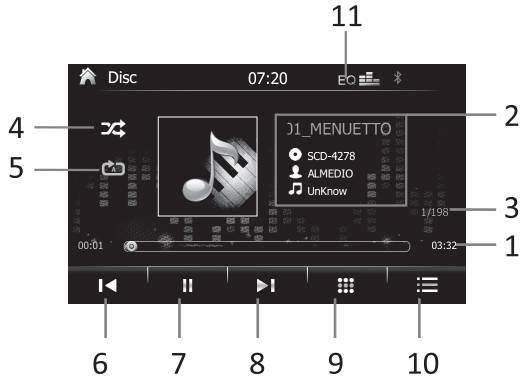 11
Disc
07:20
EQ
01_MENUETTO
2
4
SCD-4278
ALMEDIO
UnKnow
5
A
1/198
3
00:01
03:32
1
6
7
8
9
10